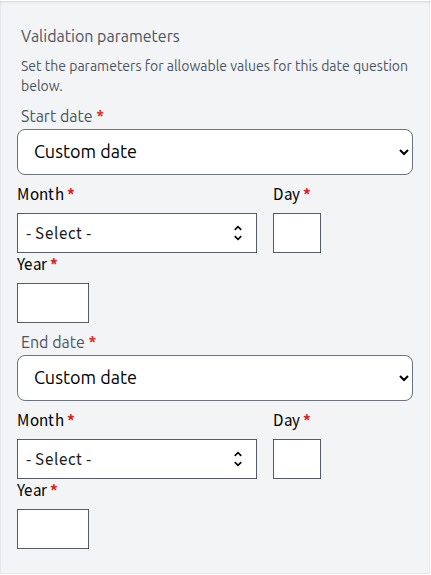 Validation parameters
Set the parameters for allowable values for this date question
below.
Start date *
Custom date
Month * Day *
- Select -
Year *
End date *
Custom date
Month * Day *
- Select -
Year *